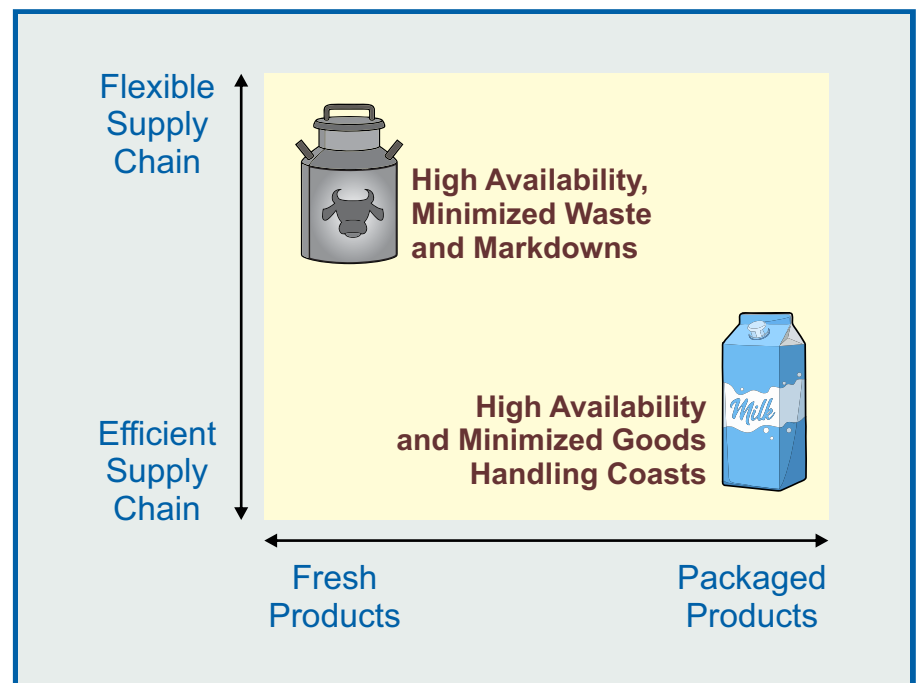 Flexible
Supply
Chain
High Availability,
Minimized Waste
and Markdowns
Milk
High Availability
and Minimized Goods
Handling Coasts
Efficient
Supply
Chain
Fresh
Products
Packaged
Products